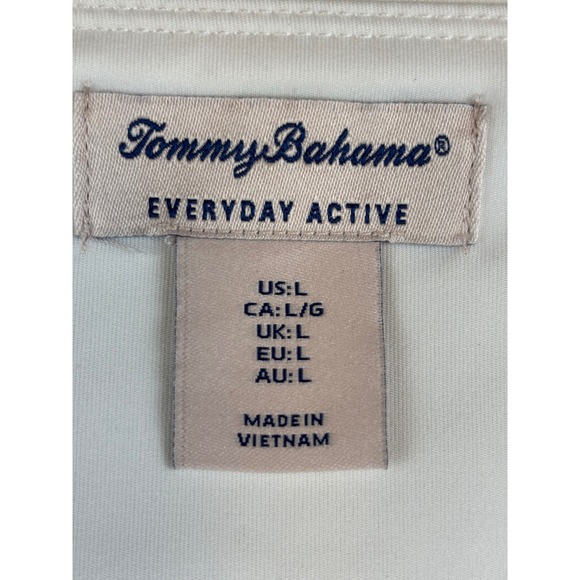 Tommy Bahama®
EVERYDAY ACTIVE
US:L
CA:L/G
UK:L
EU:L
AU:L
MADE IN
VIETNAM